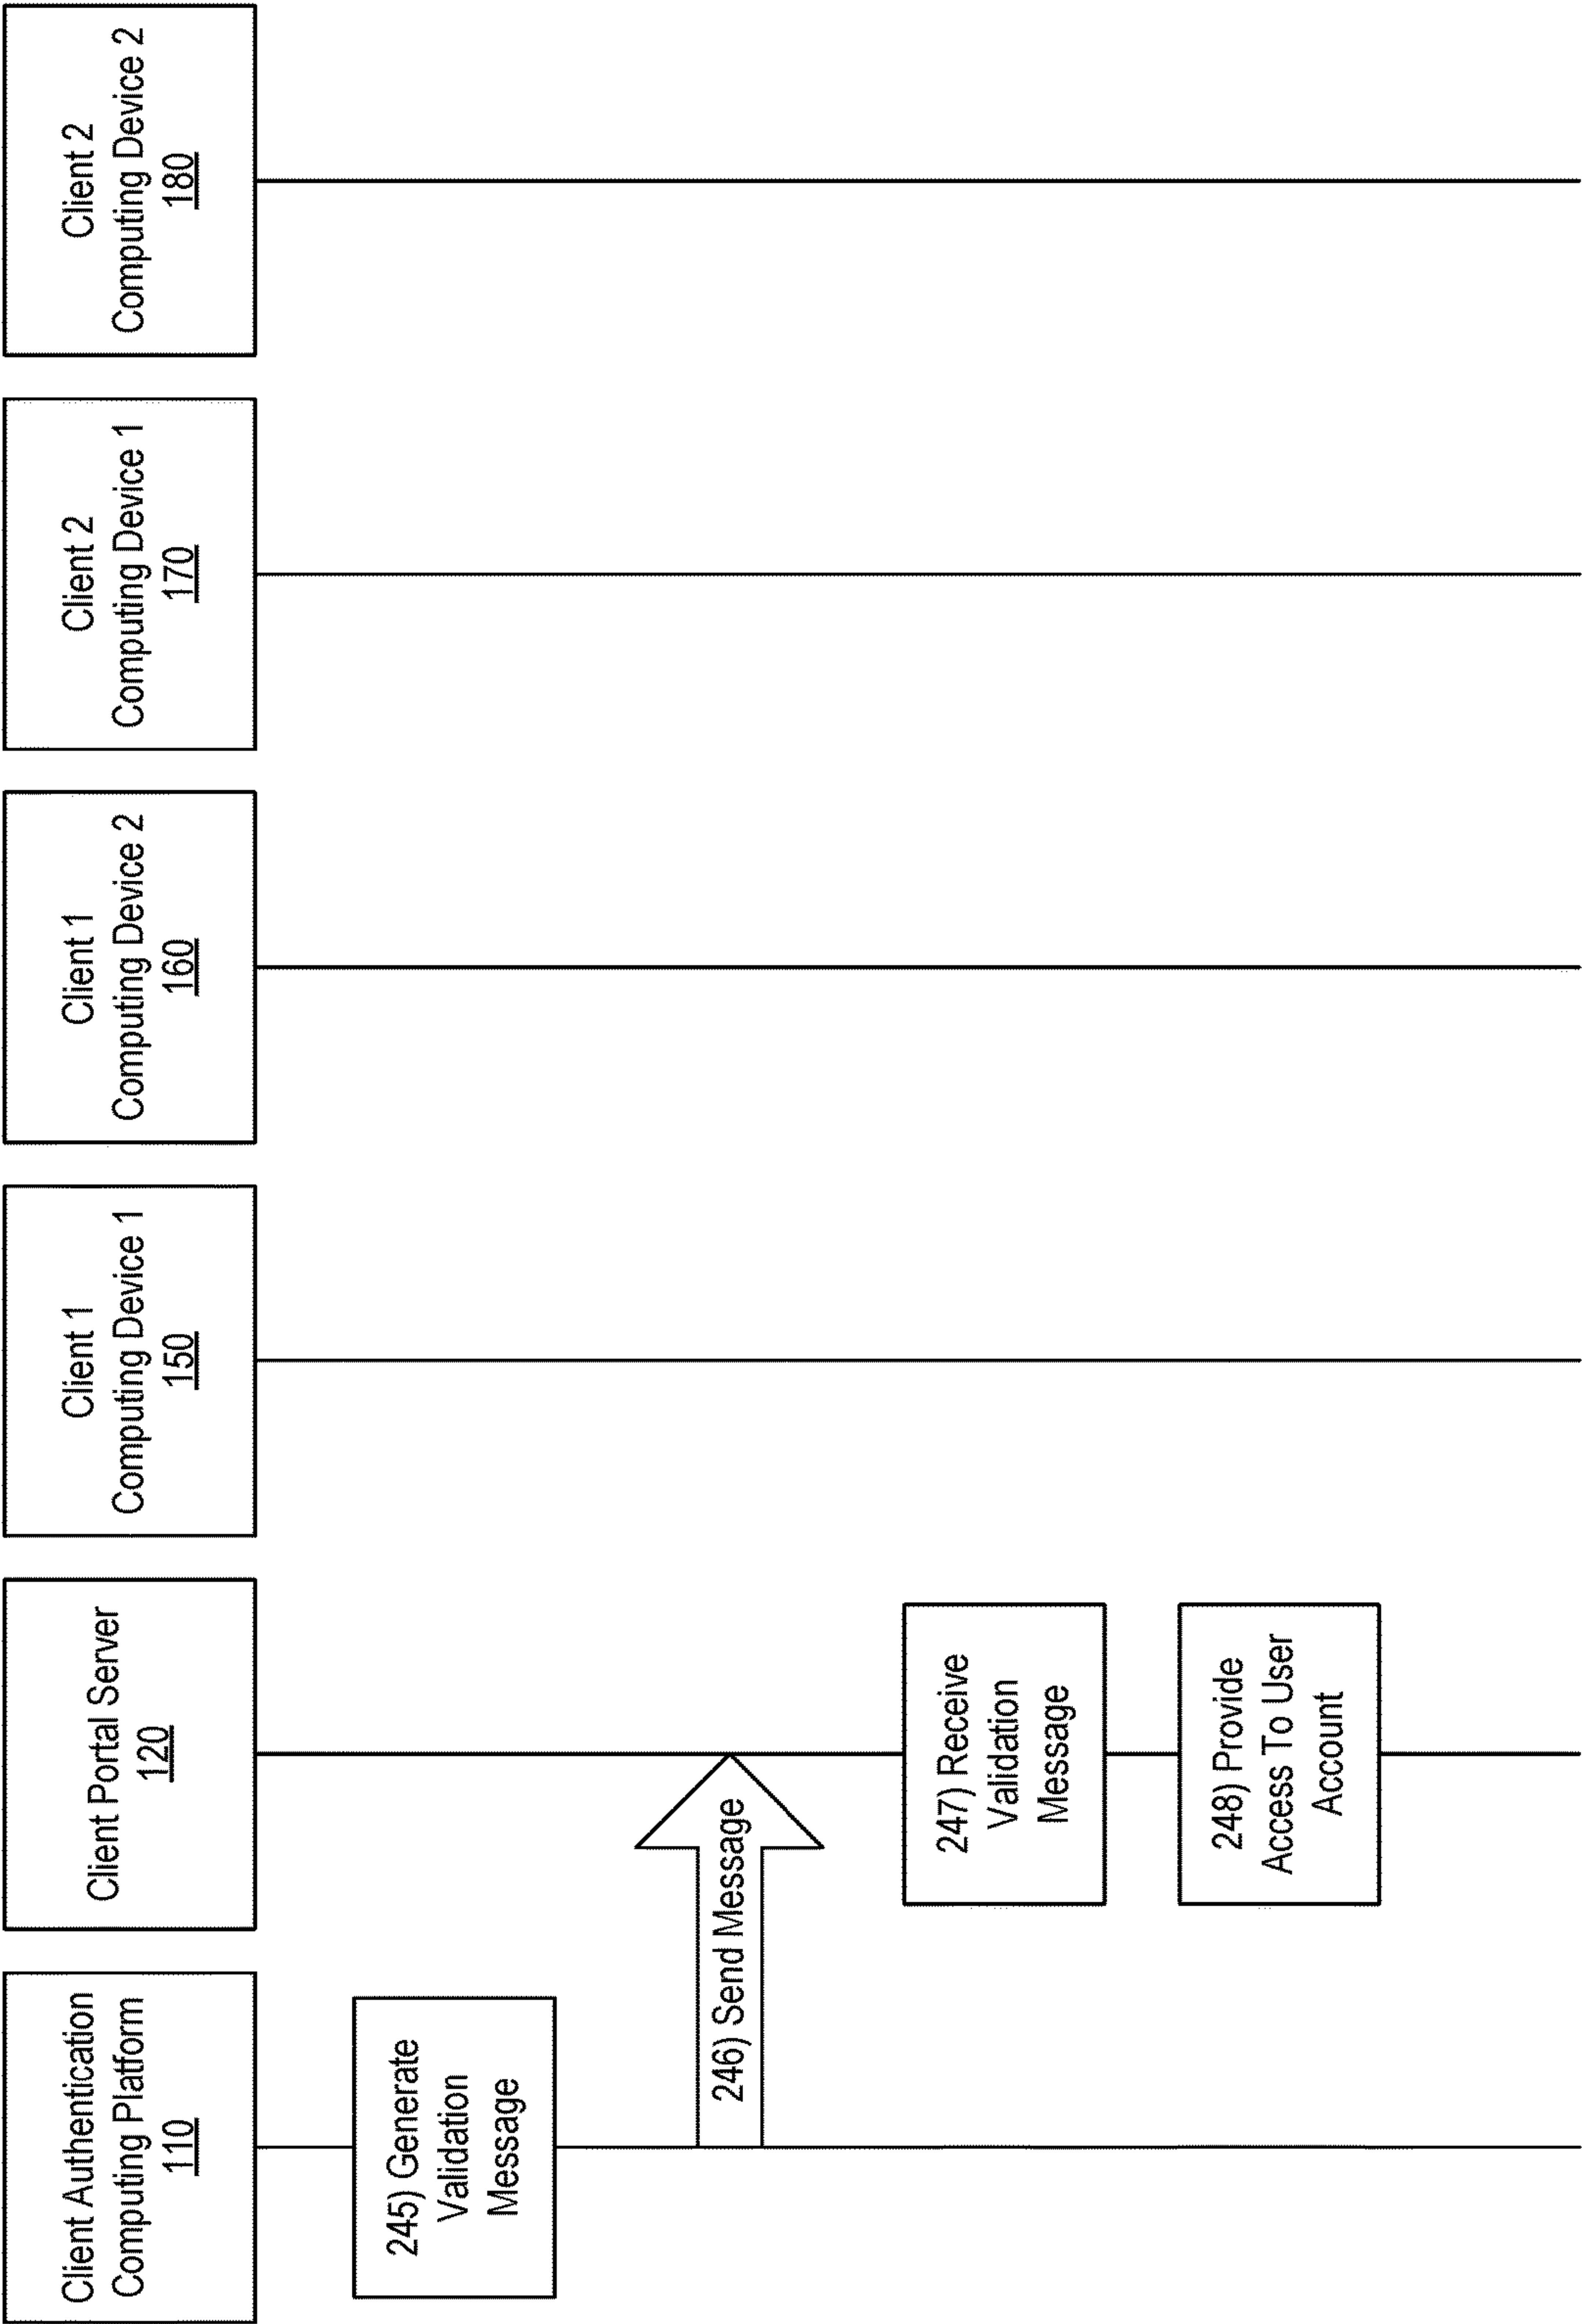 Client Authentication
Computing Platform
110
Client Portal Server
120
Client 1
Computing Device 1
150
Client 1
Computing Device 2
160
Client 2
Computing Device 1
170
Client 2
Computing Device 2
180
245) Generate
Validation
Message
246) Send Message
247) Receive
Validation
Message
248) Provide
Access To User
Account